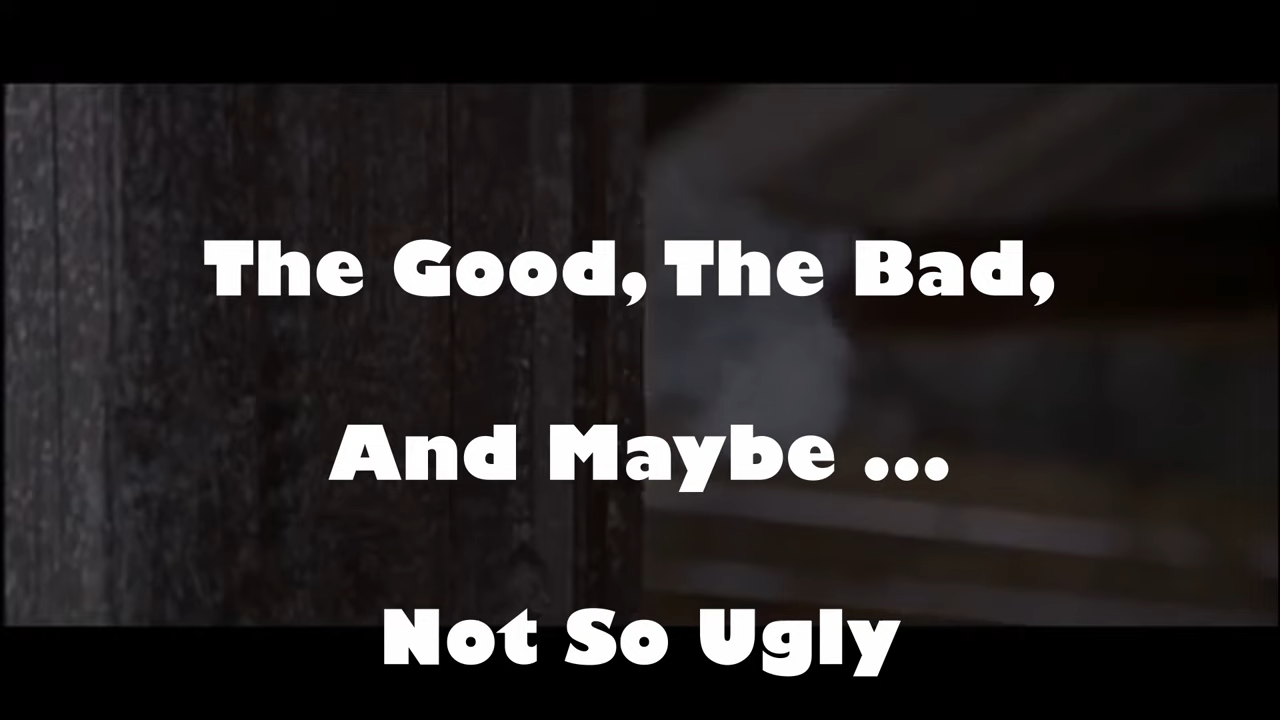 The Good, The Bad,
And Maybe ...
Not So Ugly